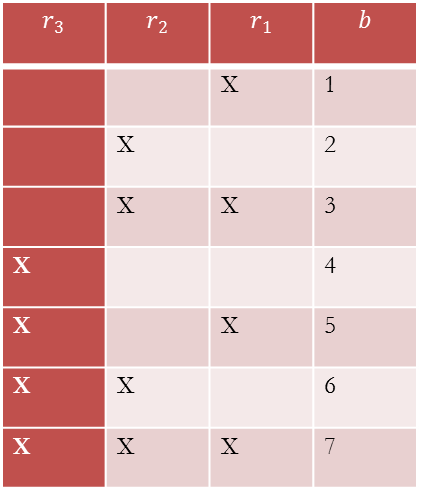 r₃ r₂ r₁ b
X 1
X 2
X X 3
X 4
X X 5
X X 6
X X X 7